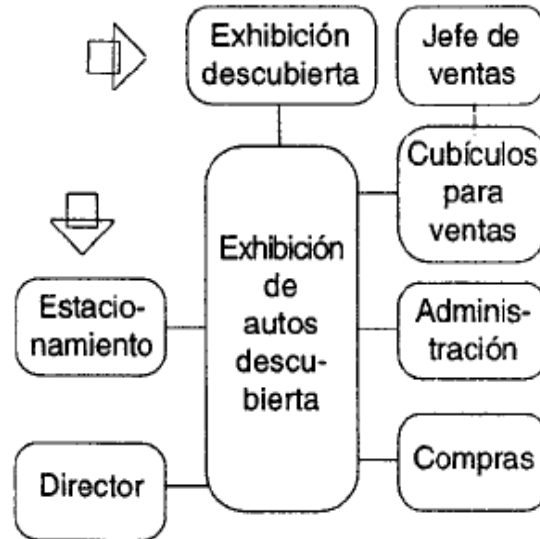 Exhibición
descubierta
Jefe de
ventas
Cubículos
para
ventas
Exhibición
de
autos
descu-
bierta
Estacio-
namiento
Adminis-
tración
Director
Compras